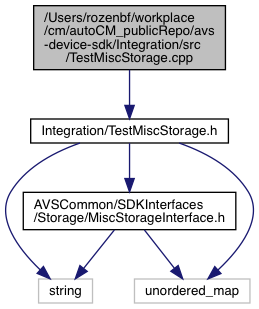 /Users/rozenbf/workplace
/cm/autoCM_publicRepo/avs
-device-sdk/Integration/src
/TestMiscStorage.cpp
Integration/TestMiscStorage.h
AVSCommon/SDKInterfaces
/Storage/MiscStorageInterface.h
string
unordered_map